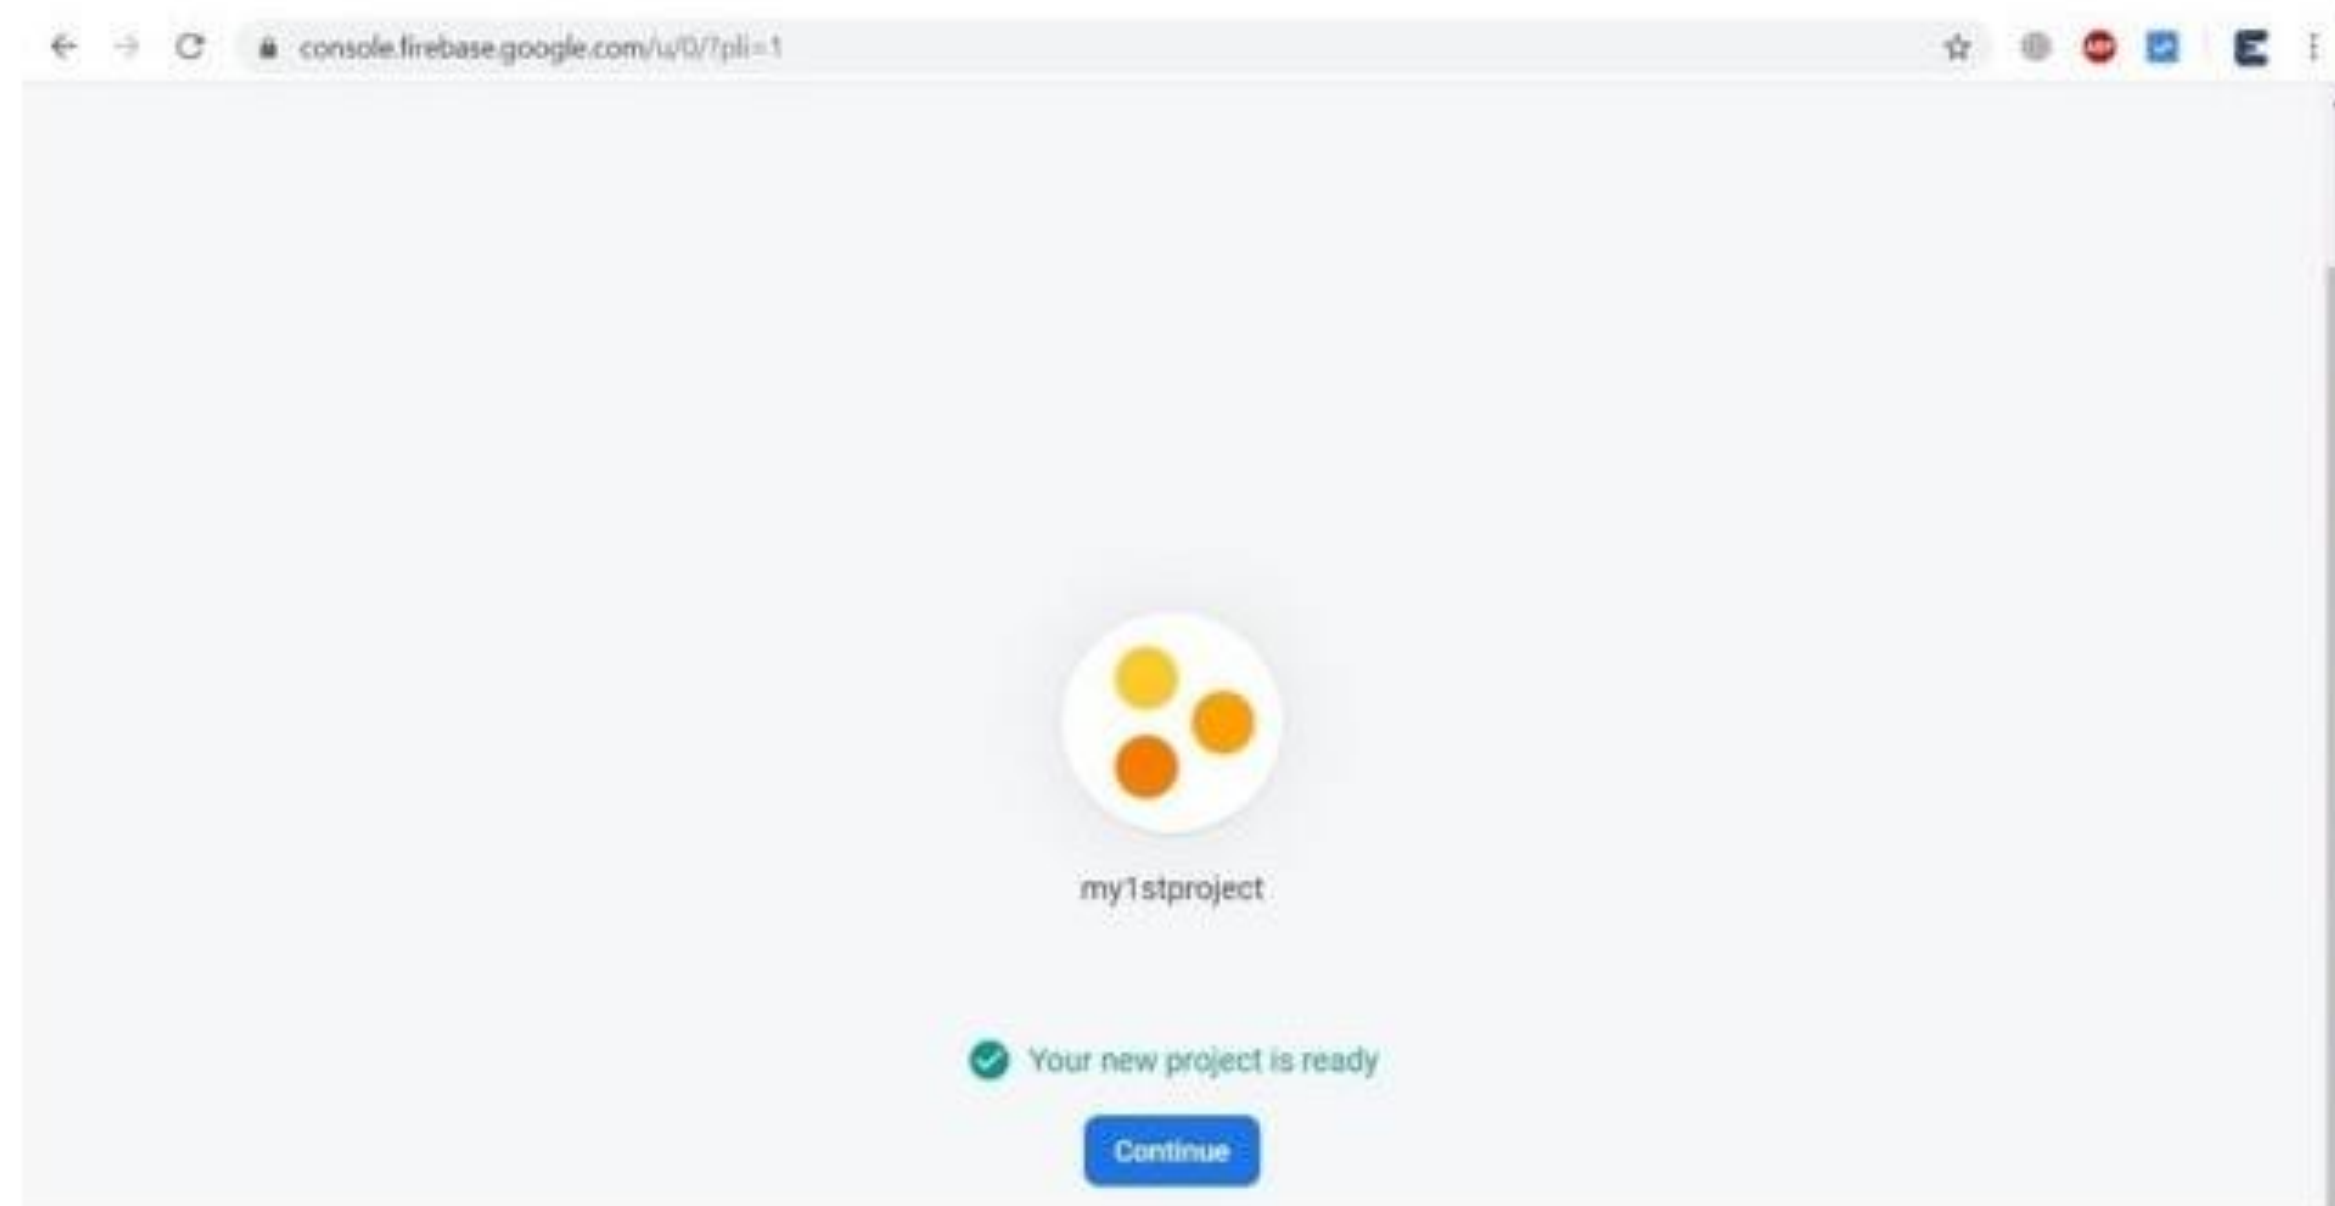 console.firebase.google.com/u/0/?pli=1
my1stproject
Your new project is ready
Continue